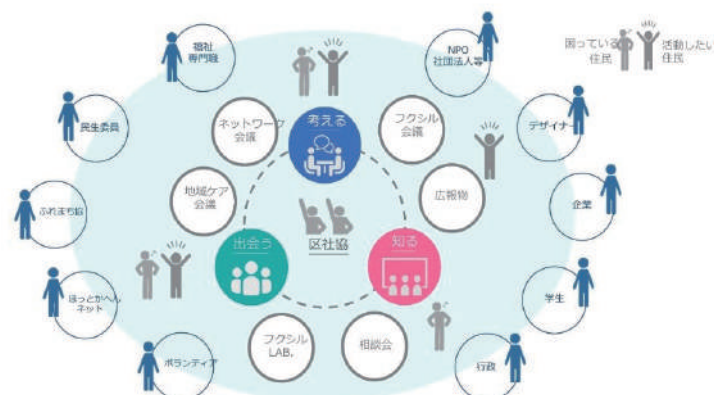 福祉
専門職
NPO
社団法人等
困っている
住民
活動したい
住民
民生委員
ネットワーク
会議
考える
フクシル
会議
デザイナー
ふれまち協
地域ケア
会議
広報物
企業
出会う
区社協
知る
ほっとかへん
ネット
学生
フクシル
LAB.
相談会
ボランティア
行政